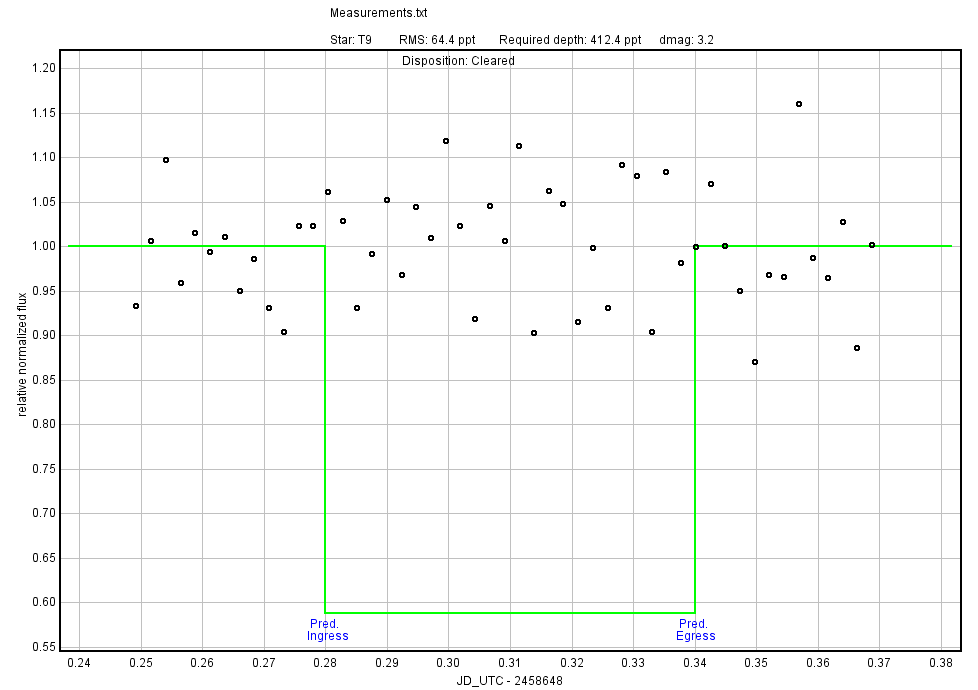 Measurements.txt
Star: T9 RMS: 64.4 ppt Required depth: 412.4 ppt dmag: 3.2
Disposition: Cleared
1.20
1.15
1.10
1.05
1.00
0.95
0.90
0.85
0.80
0.75
0.70
0.65
0.60
0.55
relative normalized flux
Pred.
Ingress
Pred.
Egress
0.24 0.25 0.26 0.27 0.28 0.29 0.30 0.31 0.32 0.33 0.34 0.35 0.36 0.37 0.38
JD_UTC - 2458648